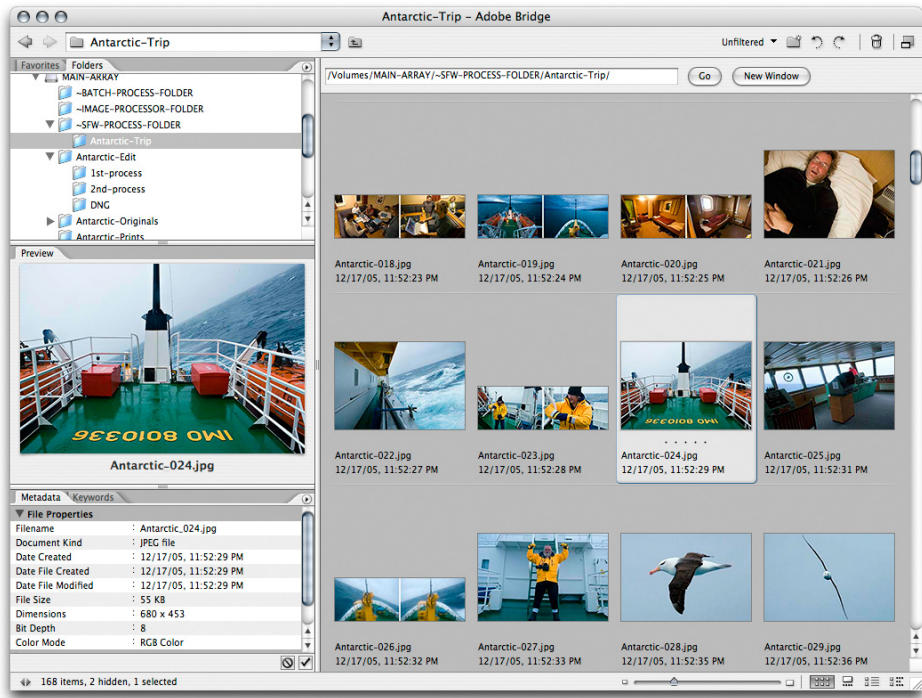 Antarctic-Trip – Adobe Bridge
Antarctic-Trip
Unfiltered
Favorites Folders
MAIN-ARRAY
~BATCH-PROCESS-FOLDER
~IMAGE-PROCESSOR-FOLDER
~SFW-PROCESS-FOLDER
Antarctic-Trip
Antarctic-Edit
1st-process
2nd-process
DNG
Antarctic-Originals
Antarctic-Prints
Preview
IMO 8010336
Antarctic-024.jpg
Metadata Keywords
File Properties
Filename : Antarctic_024.jpg
Document Kind : JPEG file
Date Created : 12/17/05, 11:52:29 PM
Date File Created : 12/17/05, 11:52:29 PM
Date File Modified : 12/17/05, 11:52:29 PM
File Size : 55 KB
Dimensions : 680 x 453
Bit Depth : 8
Color Mode : RGB Color
/Volumes/MAIN-ARRAY/~SFW-PROCESS-FOLDER/Antarctic-Trip/
Go
New Window
Antarctic-018.jpg
12/17/05, 11:52:23 PM
Antarctic-019.jpg
12/17/05, 11:52:24 PM
Antarctic-020.jpg
12/17/05, 11:52:25 PM
Antarctic-021.jpg
12/17/05, 11:52:26 PM
Antarctic-022.jpg
12/17/05, 11:52:27 PM
Antarctic-023.jpg
12/17/05, 11:52:28 PM
IMO 8010336
Antarctic-024.jpg
12/17/05, 11:52:29 PM
Antarctic-025.jpg
12/17/05, 11:52:31 PM
Antarctic-026.jpg
12/17/05, 11:52:32 PM
Antarctic-027.jpg
12/17/05, 11:52:33 PM
Antarctic-028.jpg
12/17/05, 11:52:35 PM
Antarctic-029.jpg
12/17/05, 11:52:36 PM
168 items, 2 hidden, 1 selected